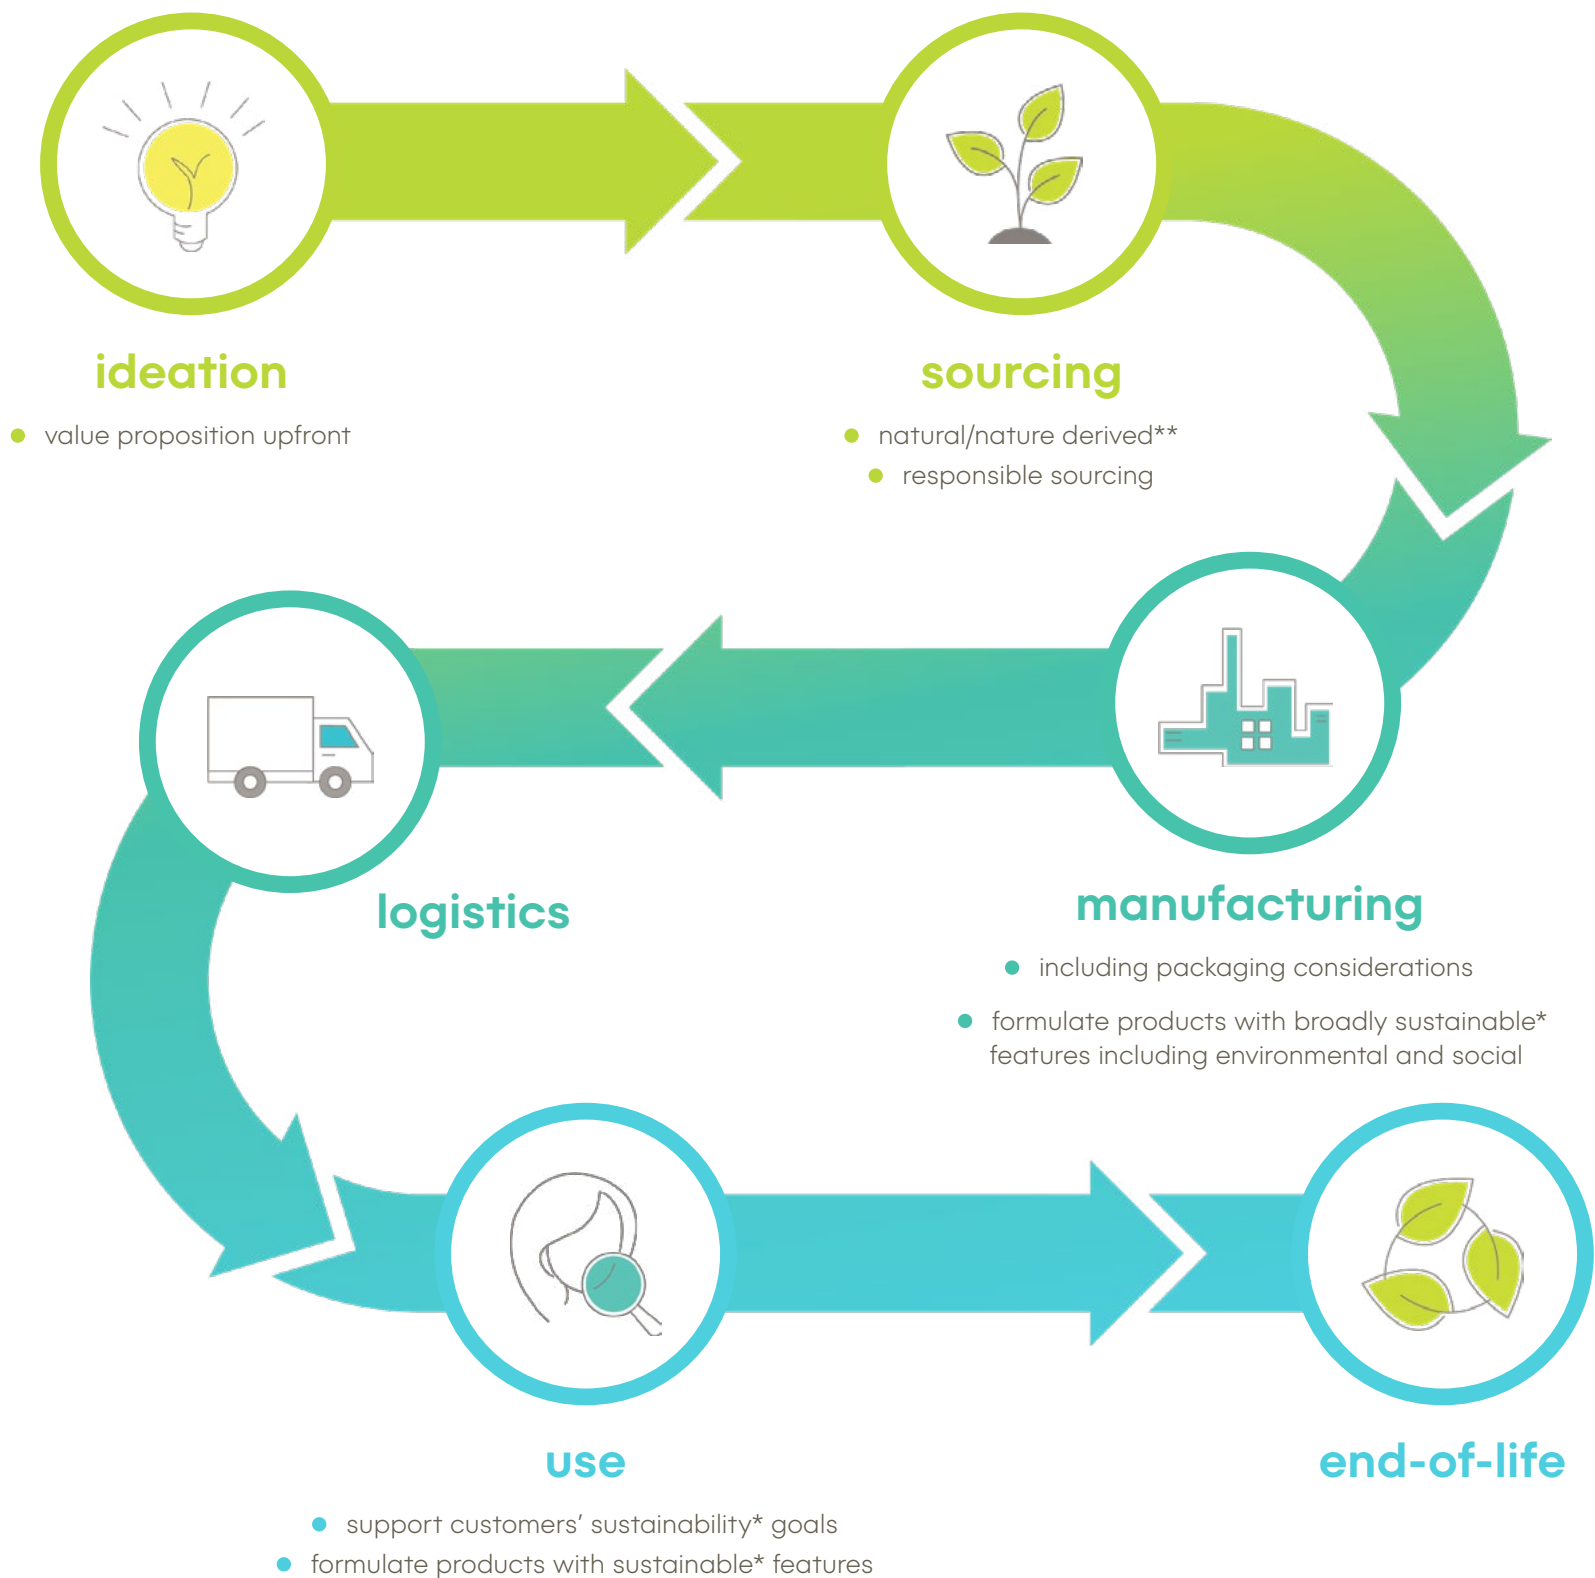 ideation
• value proposition upfront
sourcing
• natural/nature derived**
• responsible sourcing
logistics
manufacturing
• including packaging considerations
• formulate products with broadly sustainable*
features including environmental and social
use
• support customers’ sustainability* goals
• formulate products with sustainable* features
end-of-life